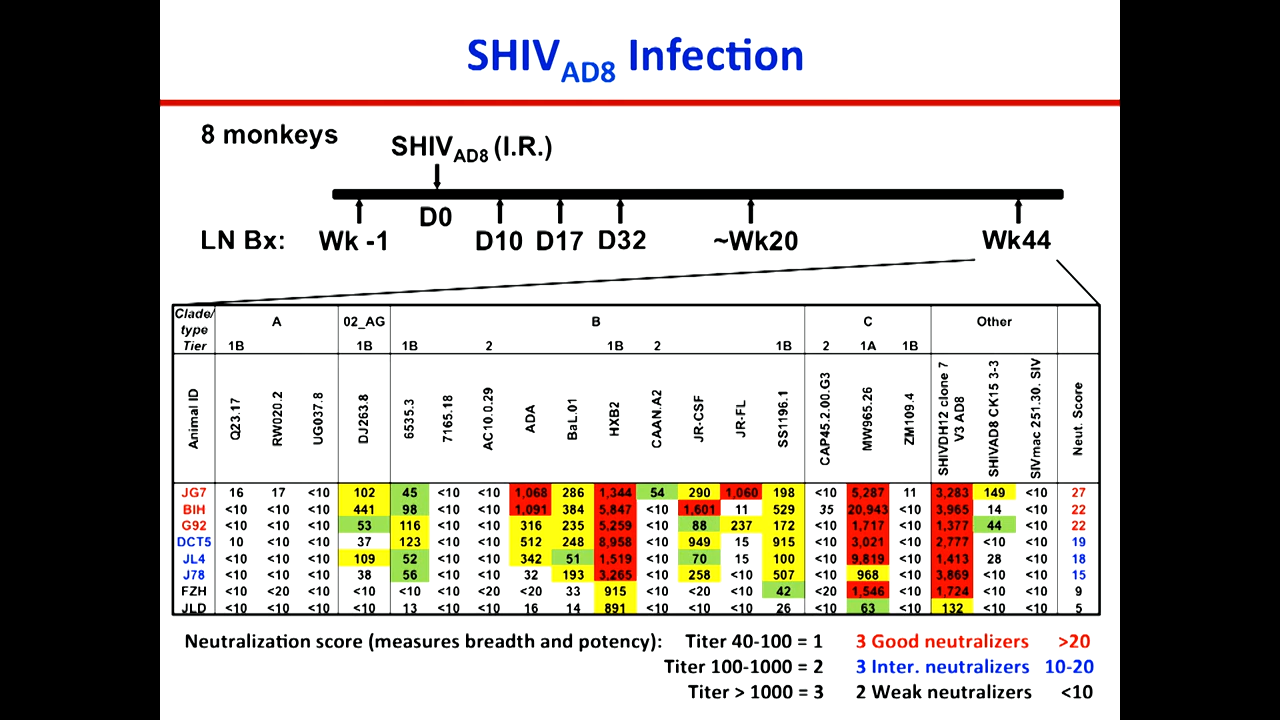 SHIVAD8 Infection
8 monkeys
SHIVAD8 (I.R.)
D0
LN Bx: Wk -1 D10 D17 D32 ~Wk20 Wk44
Clade/type A 02_AG B C Other
Tier 1B 1B 1B 2 1B 2 1B 2 1A 1B
Animal ID Q23.17 RW020.2 UG037.8 DJ263.8 6535.3 7165.18 AC10.0.29 ADA BaL.01 HXB2 CAAN.A2 JR-CSF JR-FL SS1196.1 CAP45.2.00.G3 MW965.26 ZM109.4 SHIVDH12 clone 7 V3 AD8 SHIVAD8 CK15 3-3 SIVmac 251.30. SIV Neut. Score
JG7 16 17 <10 102 45 <10 <10 1,068 286 1,344 54 290 1,060 198 <10 5,287 11 3,283 149 <10 27
BIH <10 <10 <10 441 98 <10 <10 1,091 384 5,847 <10 1,601 11 529 35 20,943 <10 3,965 14 <10 22
G92 <10 <10 <10 53 116 <10 <10 316 235 5,259 <10 88 237 172 <10 1,717 <10 1,377 44 <10 22
DCT5 10 <10 <10 37 123 <10 <10 512 248 8,958 <10 949 15 915 <10 3,021 <10 2,777 <10 <10 19
JL4 <10 <10 <10 109 52 <10 <10 342 51 1,519 <10 70 15 100 <10 9,819 <10 1,413 28 <10 18
J78 <10 <10 <10 38 56 <10 <10 32 193 3,265 <10 258 <10 507 <10 968 <10 3,869 <10 <10 15
FZH <10 <20 <10 <10 <10 <10 <20 <20 33 915 <10 <20 <10 42 <20 1,546 <10 1,724 <10 <10 9
JLD <10 <10 <10 <10 13 <10 <10 16 14 891 <10 <10 <10 26 <10 63 <10 132 <10 <10 5
Neutralization score (measures breadth and potency): Titer 40-100 = 1 3 Good neutralizers >20
Titer 100-1000 = 2 3 Inter. neutralizers 10-20
Titer > 1000 = 3 2 Weak neutralizers <10